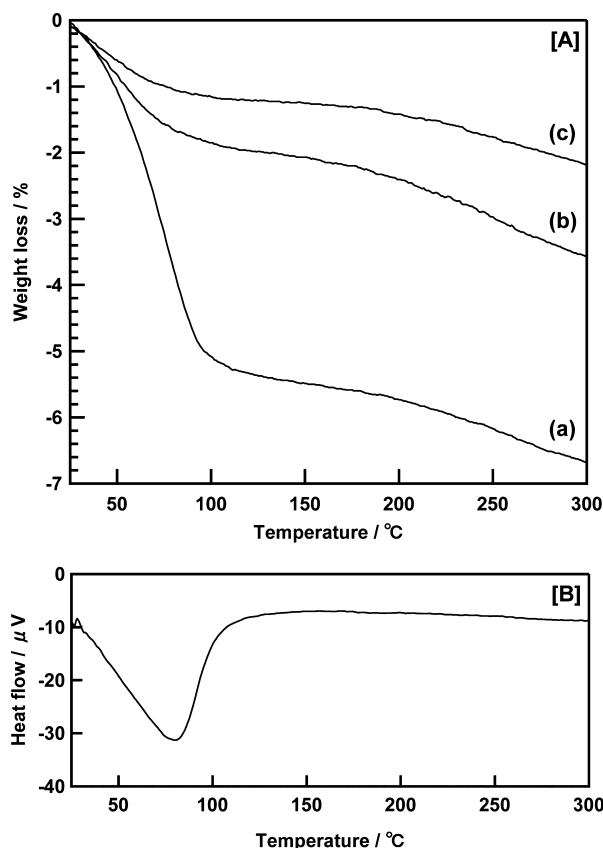 [A]
0
-1
-2
-3
-4
-5
-6
-7
Weight loss / %
(c)
(b)
(a)
50 100 150 200 250 300
Temperature / °C
[B]
0
-10
-20
-30
-40
Heat flow / μ V
50 100 150 200 250 300
Temperature / °C